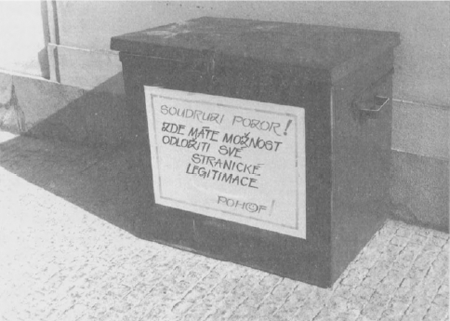 SOUDRUZI POZOR!
ZDE MÁTE MOŽNOST
ODLOŽITI SVÉ
STRANICKÉ
LEGITIMACE
POHOF!